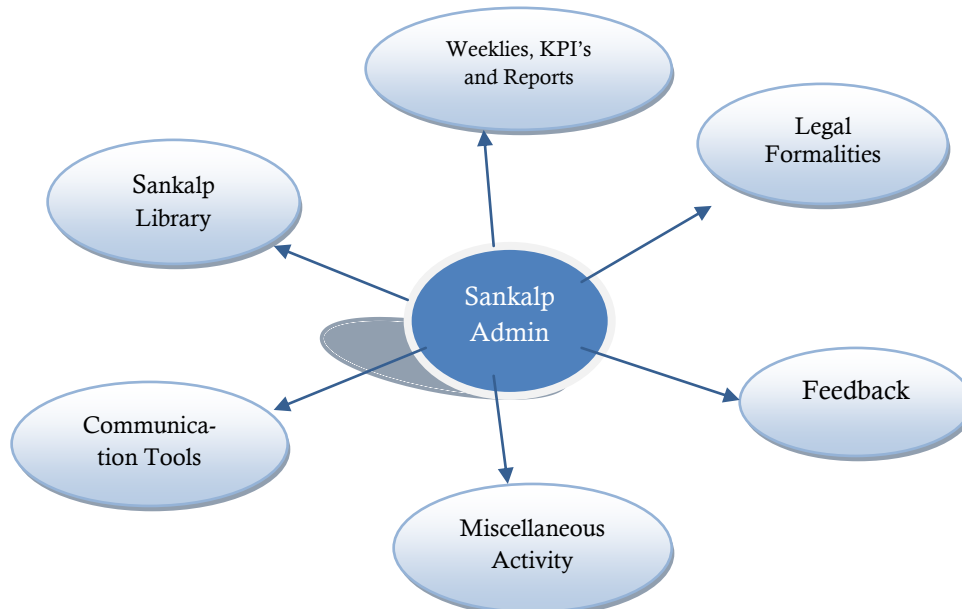 Weeklies, KPI's
and Reports
Legal
Formalities
Sankalp
Library
Sankalp
Admin
Feedback
Communica-
tion Tools
Miscellaneous
Activity